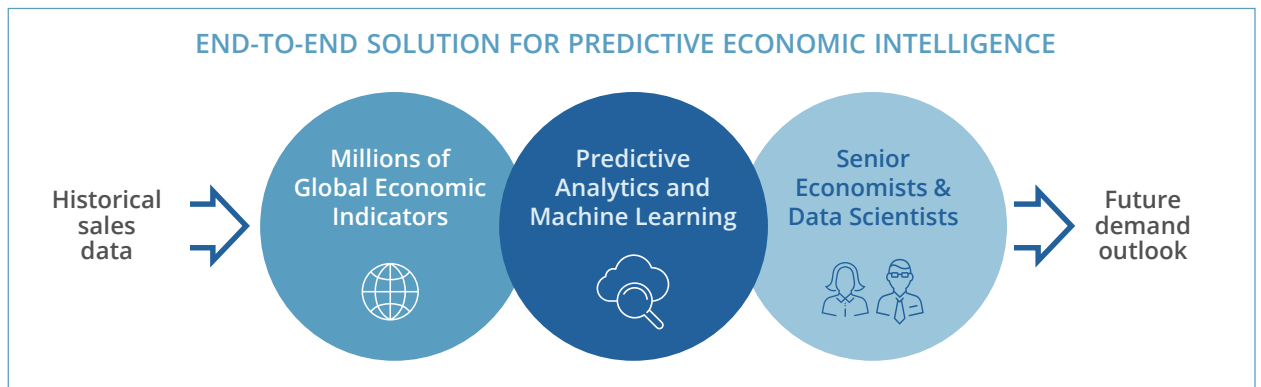 END-TO-END SOLUTION FOR PREDICTIVE ECONOMIC INTELLIGENCE
Historical
sales
data
Millions of
Global Economic
Indicators
Predictive
Analytics and
Machine Learning
Senior
Economists &
Data Scientists
Future
demand
outlook